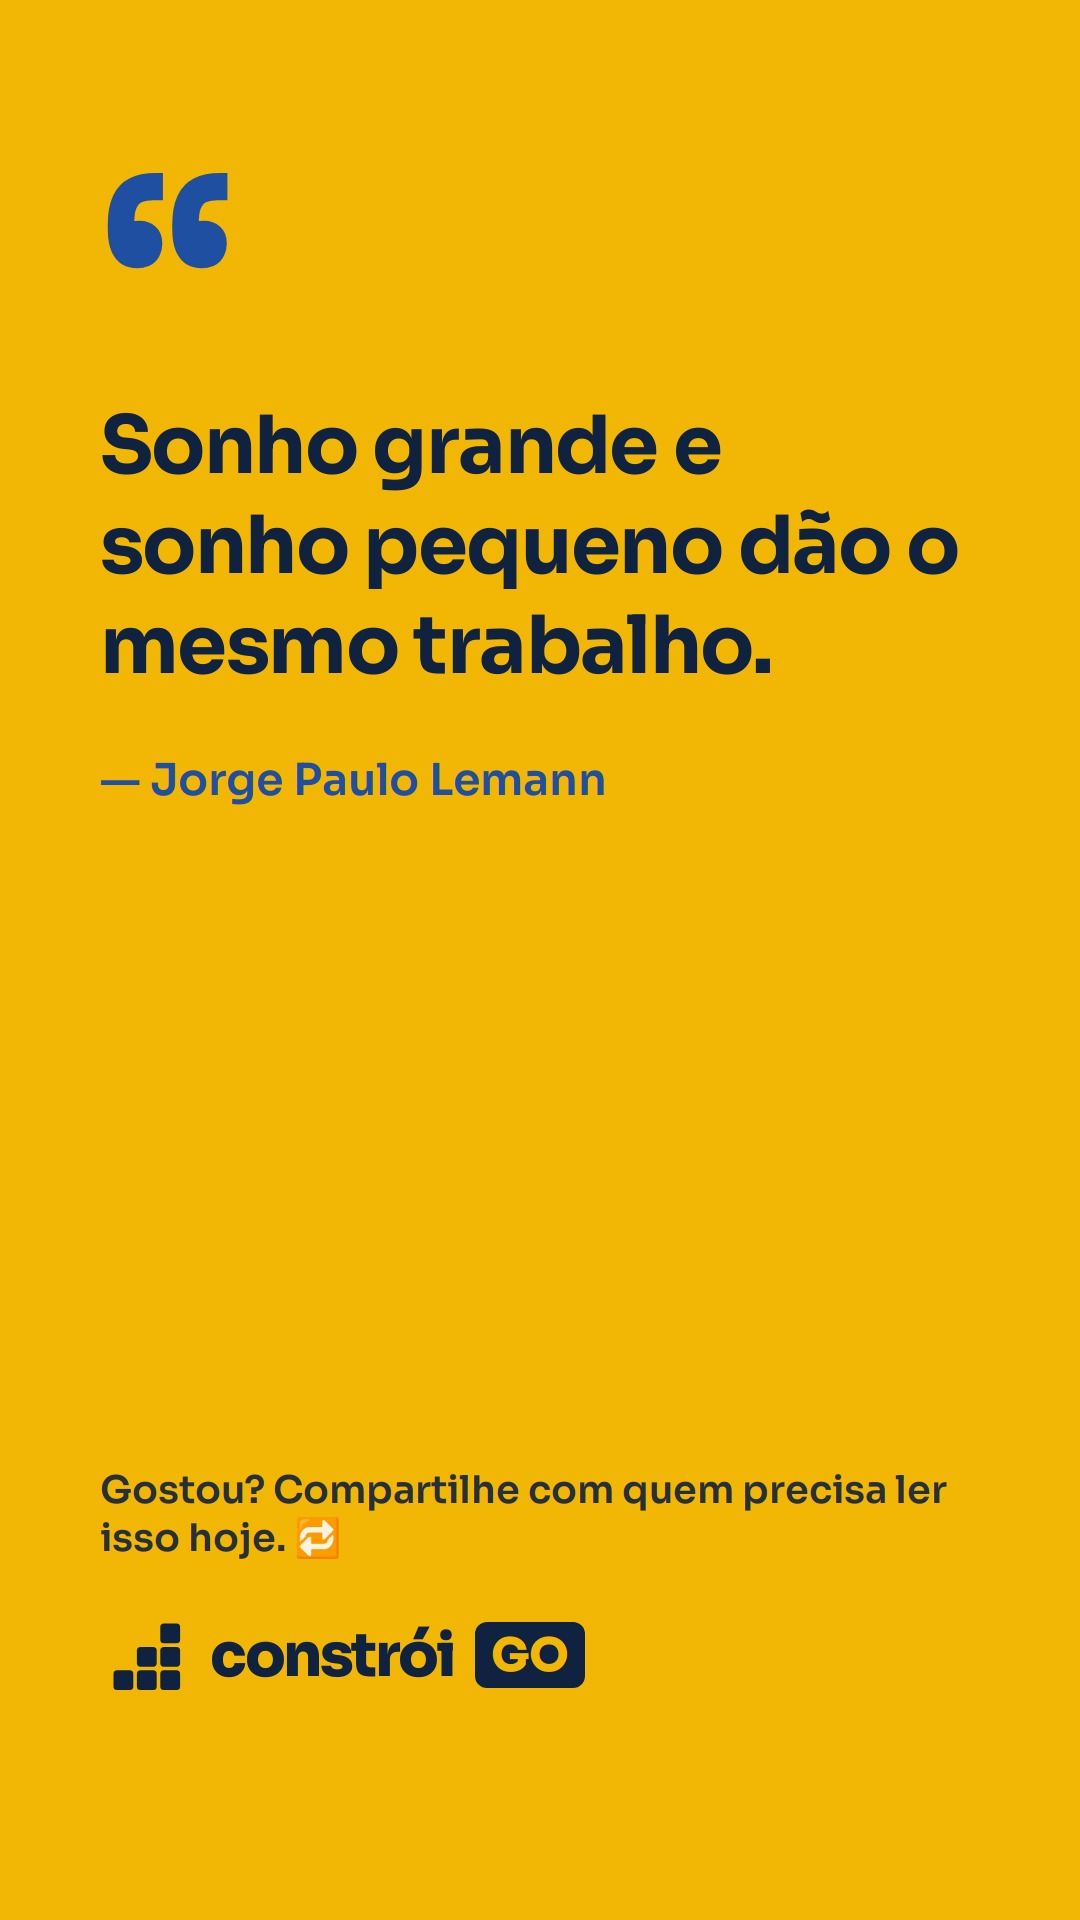 “
Sonho grande e
sonho pequeno dão o
mesmo trabalho.
— Jorge Paulo Lemann
Gostou? Compartilhe com quem precisa ler
isso hoje. 🔁
constrói GO